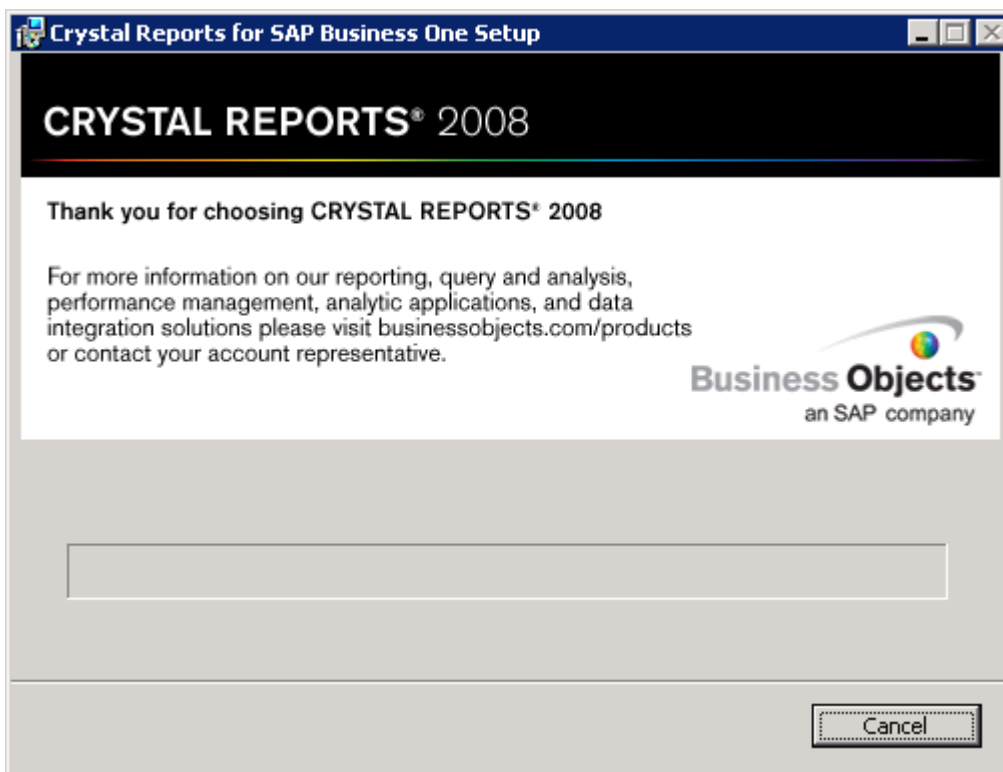 Crystal Reports for SAP Business One Setup
CRYSTAL REPORTS® 2008
Thank you for choosing CRYSTAL REPORTS® 2008
For more information on our reporting, query and analysis,
performance management, analytic applications, and data
integration solutions please visit businessobjects.com/products
or contact your account representative.
Business Objects™
an SAP company
Cancel